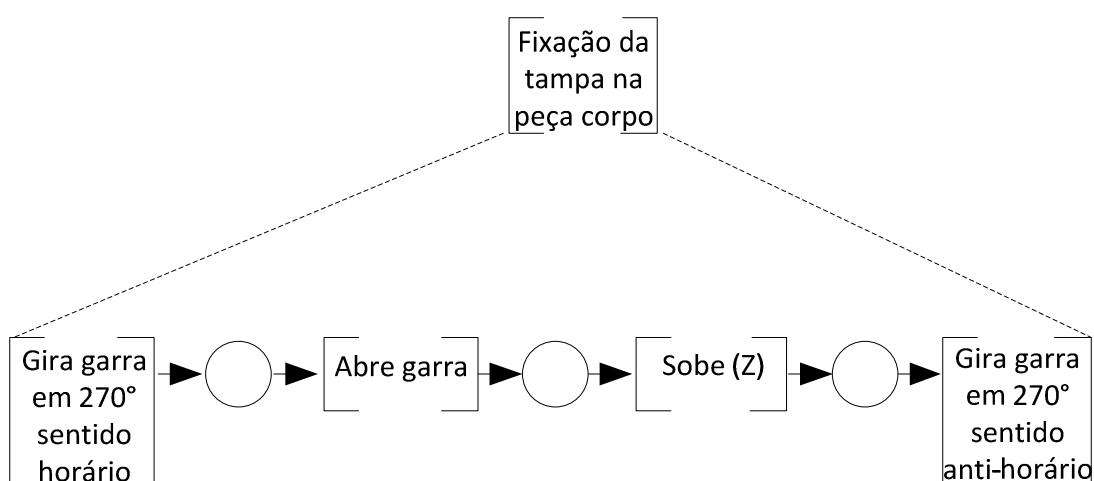 Fixação da
tampa na
peça corpo
Gira garra
em 270°
sentido
horário
Abre garra
Sobe (Z)
Gira garra
em 270°
sentido
anti-horário